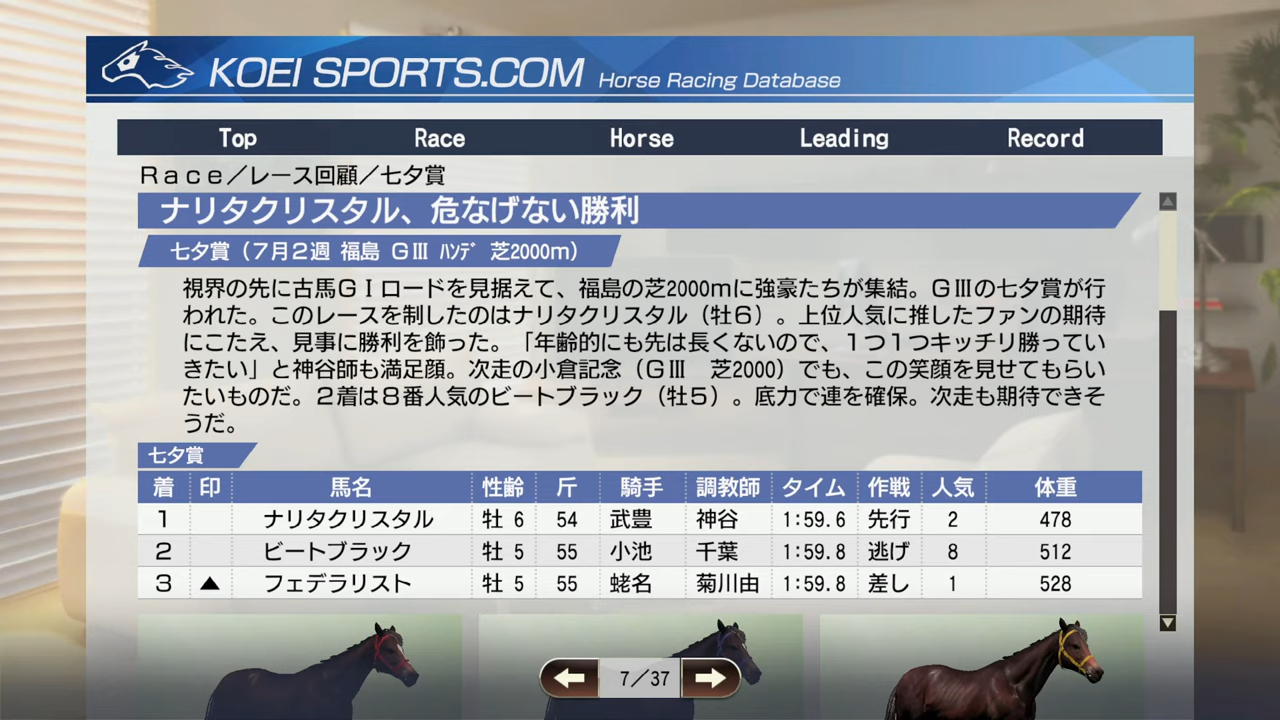 KOEI SPORTS.COM Horse Racing Database
Top Race Horse Leading Record
Ｒａｃｅ／レース回顧／七夕賞
ナリタクリスタル、危なげない勝利
七夕賞（７月２週 福島 ＧⅢ ﾊﾝﾃﾞ 芝2000m）
視界の先に古馬ＧⅠロードを見据えて、福島の芝2000mに強豪たちが集結。ＧⅢの七夕賞が行
われた。このレースを制したのはナリタクリスタル（牡６）。上位人気に推したファンの期待
にこたえ、見事に勝利を飾った。「年齢的にも先は長くないので、１つ１つキッチリ勝ってい
きたい」と神谷師も満足顔。次走の小倉記念（ＧⅢ　芝2000）でも、この笑顔を見せてもらい
たいものだ。２着は８番人気のビートブラック（牡５）。底力で連を確保。次走も期待できそ
うだ。
七夕賞
着 印 馬名 性齢 斤 騎手 調教師 タイム 作戦 人気 体重
1 ナリタクリスタル 牡 6 54 武豊 神谷 1:59.6 先行 2 478
2 ビートブラック 牡 5 55 小池 千葉 1:59.8 逃げ 8 512
3 ▲ フェデラリスト 牡 5 55 蛯名 菊川由 1:59.8 差し 1 528
7／37